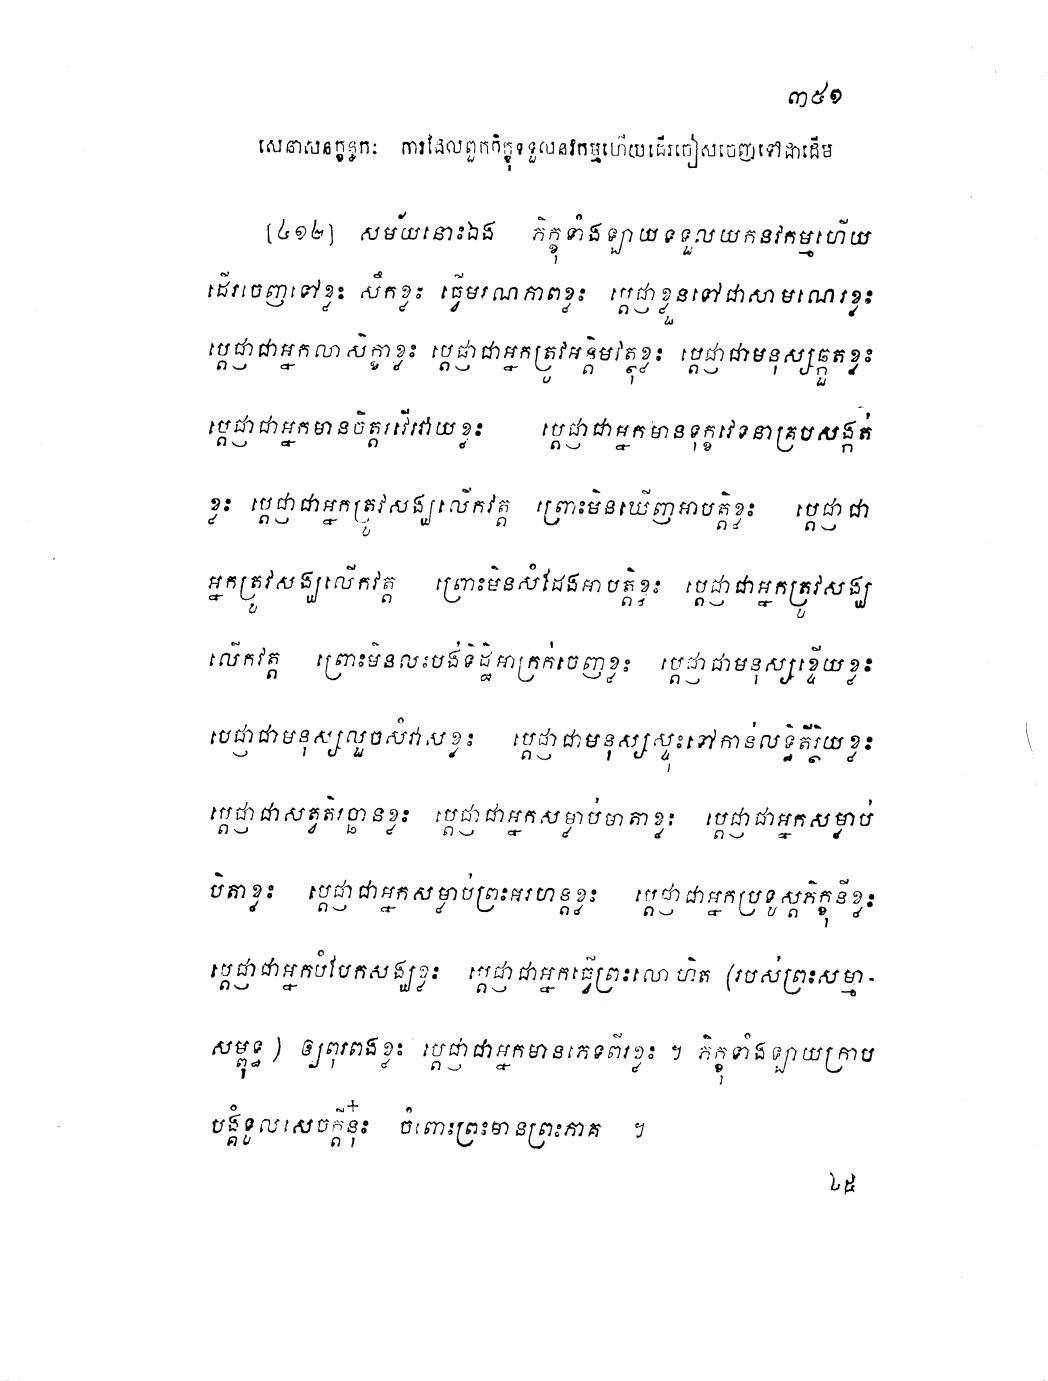 ៣៩១
សេនាសនក្ខន្ធកៈ ការដែលពួកភិក្ខុទទួលនវកម្មហើយដើរចៀសចេញទៅជាដើម
[៤១២] សម័យនោះឯង ភិក្ខុទាំងឡាយទទួលយកនវកម្មហើយ
ដើរចេញទៅខ្លះ សឹកខ្លះ ធ្វើមរណភាពខ្លះ ប្តេជ្ញាខ្លួនទៅជាសាមណេរខ្លះ
ប្តេជ្ញាជាអ្នកលាសិក្ខាខ្លះ ប្តេជ្ញាជាអ្នកត្រូវអន្តិមវត្ថុខ្លះ ប្តេជ្ញាជាមនុស្សឆ្កួតខ្លះ
ប្តេជ្ញាជាអ្នកមានចិត្តរវើរវាយខ្លះ ប្តេជ្ញាជាអ្នកមានទុក្ខវេទនាគ្របសង្កត់
ខ្លះ ប្តេជ្ញាជាអ្នកត្រូវសង្ឃលើកវត្ត ព្រោះមិនឃើញអាបត្តិខ្លះ ប្តេជ្ញាជា
អ្នកត្រូវសង្ឃលើកវត្ត ព្រោះមិនសំដែងអាបត្តិខ្លះ ប្តេជ្ញាជាអ្នកត្រូវសង្ឃ
លើកវត្ត ព្រោះមិនលះបង់ទិដ្ឋិអាក្រក់ចេញខ្លះ ប្តេជ្ញាជាមនុស្សខ្ទើយខ្លះ
បេជ្ញាជាមនុស្សលួចសំវាសខ្លះ ប្តេជ្ញាជាមនុស្សស្ទុះទៅកាន់លទ្ធិតិរ្ថិយខ្លះ
ប្តេជ្ញាជាសត្វតិរច្ឆានខ្លះ ប្តេជ្ញាជាអ្នកសម្លាប់មាតាខ្លះ ប្តេជ្ញាជាអ្នកសម្លាប់
បិតាខ្លះ ប្តេជ្ញាជាអ្នកសម្លាប់ព្រះអរហន្តខ្លះ ប្តេជ្ញាជាអ្នកប្រទូស្តភិក្ខុនីខ្លះ
ប្តេជ្ញាជាអ្នកបំបែកសង្ឃខ្លះ ប្តេជ្ញាជាអ្នកធ្វើព្រះលោហិត (របស់ព្រះសម្មា-
សម្ពុទ្ធ) ឲ្យពុរពងខ្លះ ប្តេជ្ញាជាអ្នកមានភេទពីរខ្លះ ។ ភិក្ខុទាំងឡាយក្រាប
បង្គំទូលសេចក្តីនុ៎ះ ចំពោះព្រះមានព្រះភាគ ។
៤៥